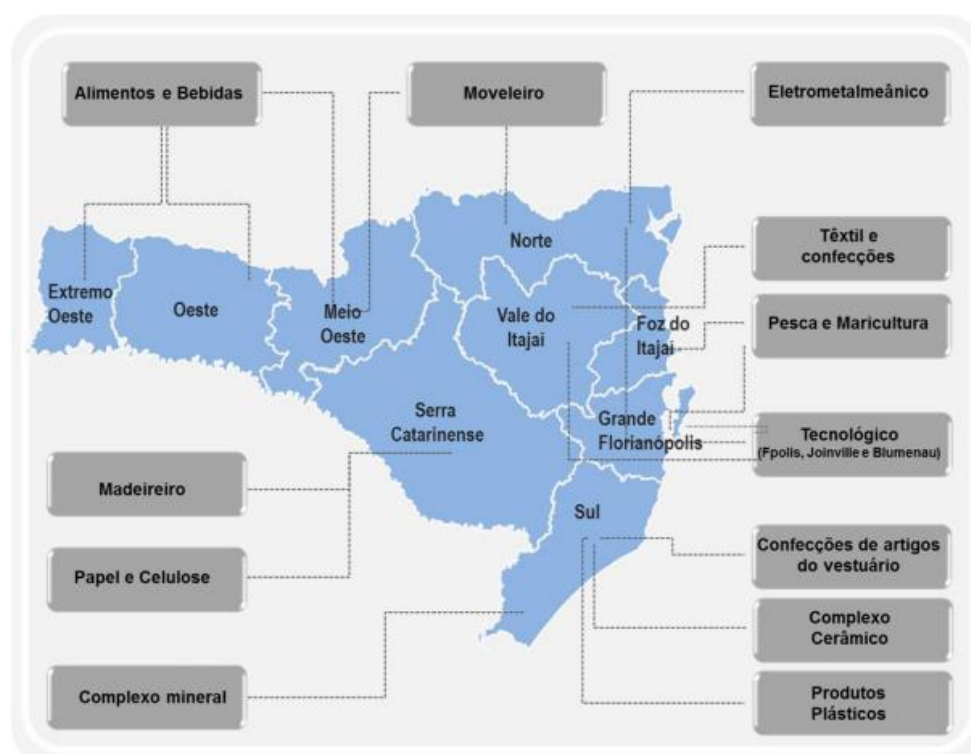 Alimentos e Bebidas
Moveleiro
Eletrometalmeânico
Têxtil e
confecções
Pesca e Maricultura
Tecnológico
(Fpolis, Joinville e Blumenau)
Confecções de artigos
do vestuário
Complexo
Cerâmico
Produtos
Plásticos
Madeireiro
Papel e Celulose
Complexo mineral
Extremo
Oeste
Oeste
Meio
Oeste
Norte
Vale do
Itajaí
Foz do
Itajaí
Serra
Catarinense
Grande
Florianópolis
Sul